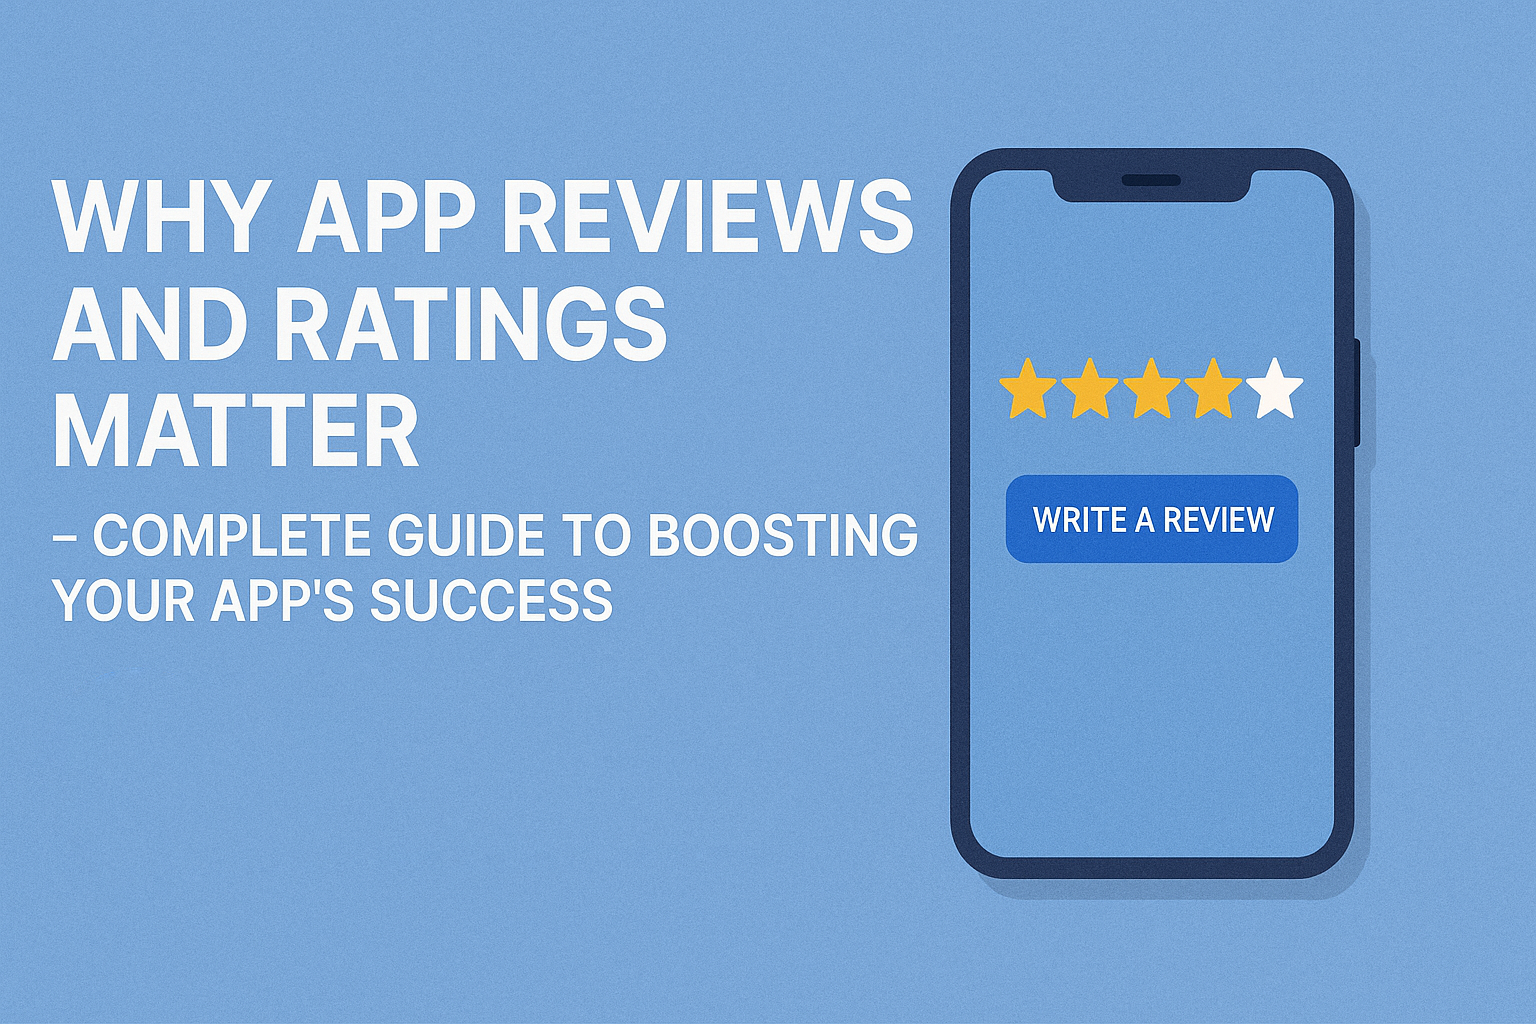 WHY APP REVIEWS
AND RATINGS
MATTER
– COMPLETE GUIDE TO BOOSTING
YOUR APP'S SUCCESS
WRITE A REVIEW